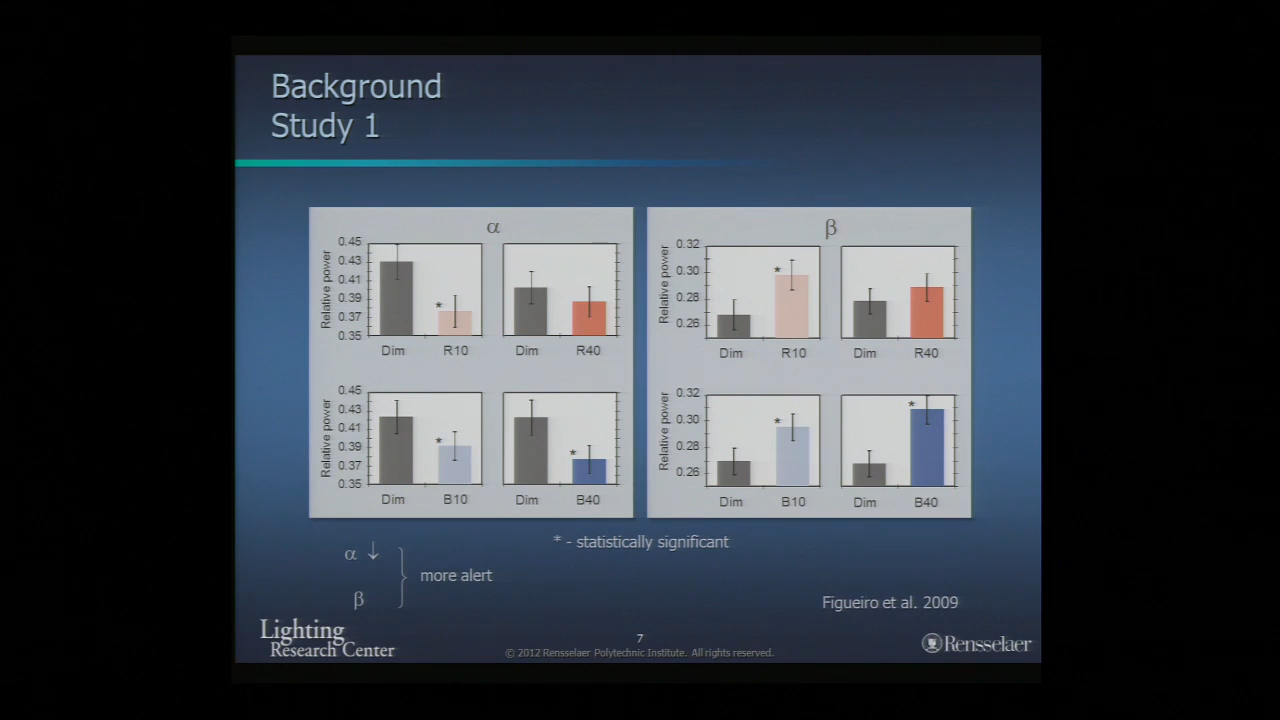 Background
Study 1
α
0.45
0.43
0.41
0.39
0.37
0.35
Relative power
*
Dim R10
Dim R40
0.45
0.43
0.41
0.39
0.37
0.35
Relative power
*
*
Dim B10
Dim B40
β
0.32
0.30
0.28
0.26
Relative power
*
Dim R10
Dim R40
0.32
0.30
0.28
0.26
Relative power
*
*
Dim B10
Dim B40
* - statistically significant
α ↓
more alert
β
Figueiro et al. 2009
Lighting
Research Center
7
© 2012 Rensselaer Polytechnic Institute. All rights reserved.
Rensselaer